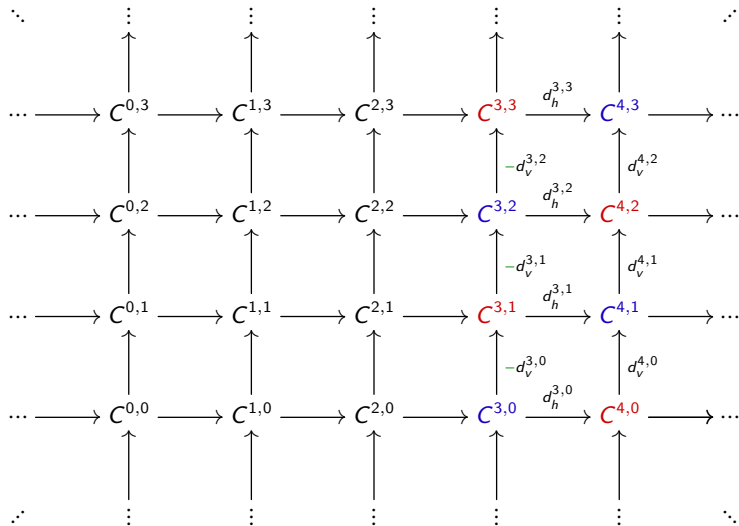 ⋱ ⋮ ⋮ ⋮ ⋮ ⋮ ⋰
d_h^{3,3}
⋯ C^{0,3} C^{1,3} C^{2,3} C^{3,3} C^{4,3} ⋯
−d_v^{3,2} d_v^{4,2}
d_h^{3,2}
⋯ C^{0,2} C^{1,2} C^{2,2} C^{3,2} C^{4,2} ⋯
−d_v^{3,1} d_v^{4,1}
d_h^{3,1}
⋯ C^{0,1} C^{1,1} C^{2,1} C^{3,1} C^{4,1} ⋯
−d_v^{3,0} d_v^{4,0}
d_h^{3,0}
⋯ C^{0,0} C^{1,0} C^{2,0} C^{3,0} C^{4,0} ⋯
⋰ ⋮ ⋮ ⋮ ⋮ ⋮ ⋰